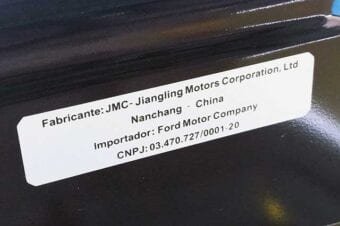 Fabricante: JMC- Jiangling Motors Corporation, Ltd
Nanchang - China
Importador: Ford Motor Company
CNPJ: 03.470.727/0001-20